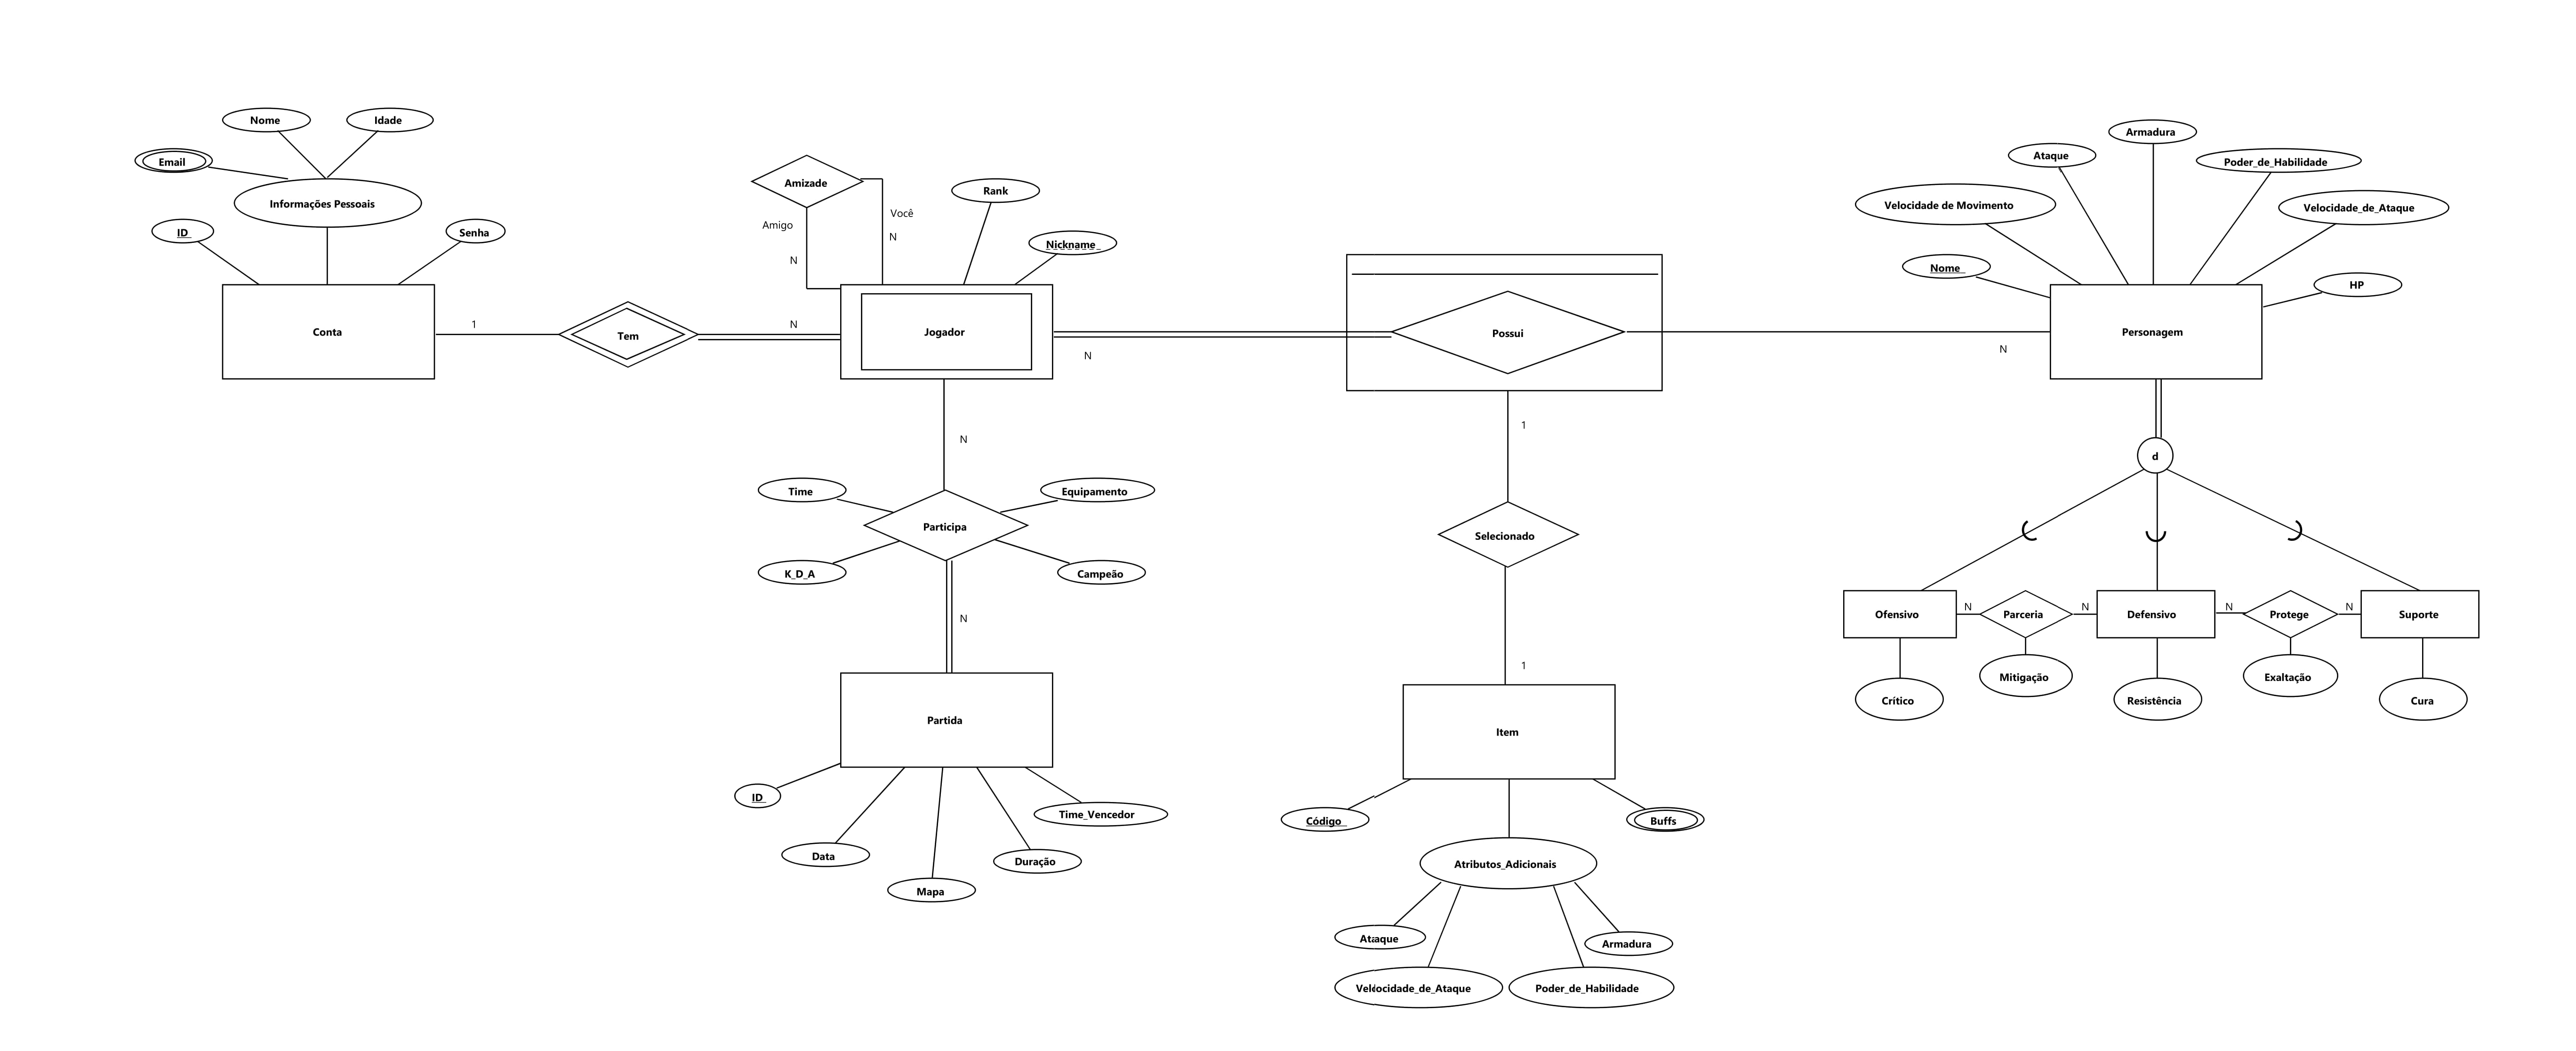 Nome
Idade
Email
Informações Pessoais
ID
Senha
Conta
1
Tem
N
Amizade
Amigo
N
Você
N
Rank
Nickname
Jogador
N
Possui
N
Armadura
Ataque
Poder_de_Habilidade
Velocidade de Movimento
Velocidade_de_Ataque
Nome
HP
Personagem
N
Time
Equipamento
Participa
K_D_A
Campeão
N
Partida
ID
Time_Vencedor
Data
Duração
Mapa
1
Selecionado
1
Item
Código
Buffs
Atributos_Adicionais
Ataque
Armadura
Velocidade_de_Ataque
Poder_de_Habilidade
d
Ofensivo
N
Parceria
N
Defensivo
N
Protege
N
Suporte
Crítico
Mitigação
Resistência
Exaltação
Cura